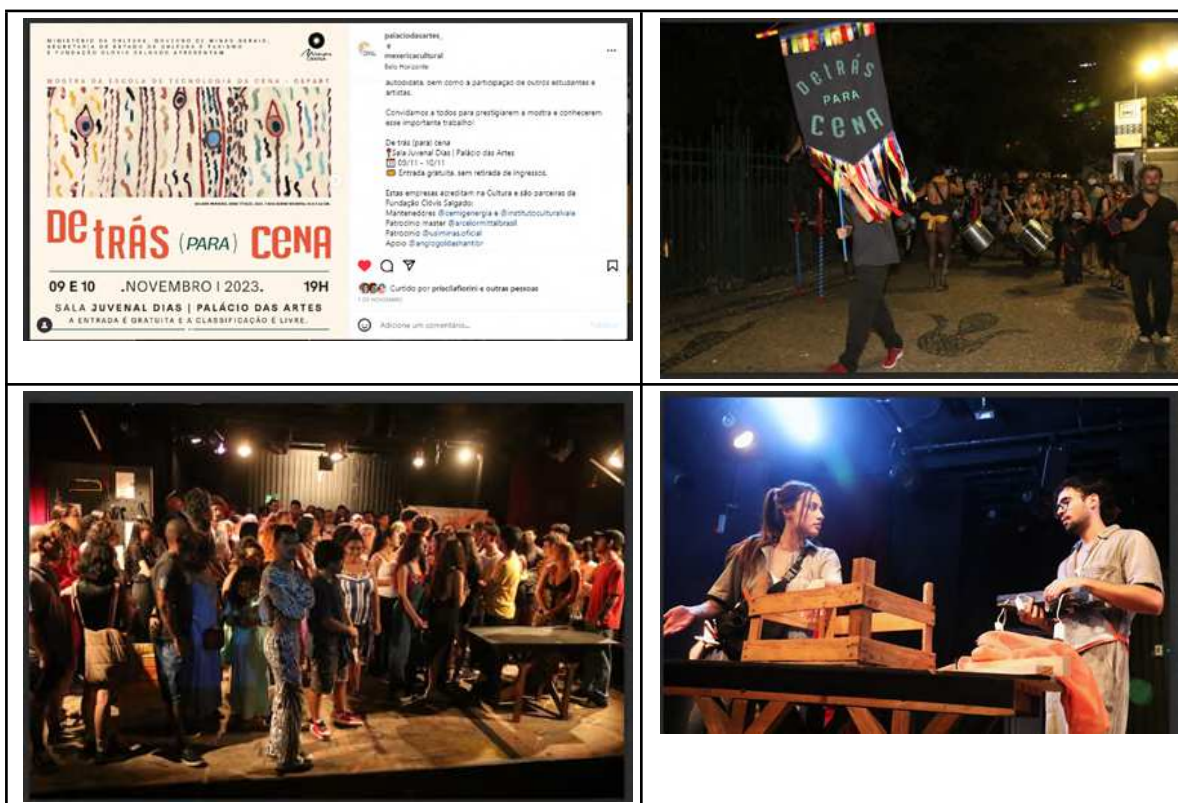 MINISTÉRIO DA CULTURA, GOVERNO DE MINAS GERAIS,
SECRETARIA DE ESTADO DE CULTURA E TURISMO
E FUNDAÇÃO CLÓVIS SALGADO APRESENTAM
MOSTRA DA ESCOLA DE TECNOLOGIA DA CENA - CEFART
DeTRÁS (PARA) CENA
09 E 10 .NOVEMBRO | 2023. 19H
SALA JUVENAL DIAS | PALÁCIO DAS ARTES
A ENTRADA É GRATUITA E A CLASSIFICAÇÃO É LIVRE.
palaciodasartes_
e
mexericacultural
Belo Horizonte
autodidata, bem como a participação de outros estudantes e
artistas.
Convidamos a todos para prestigiarem a mostra e conhecerem
esse importante trabalho!
De trás (para) cena
Sala Juvenal Dias | Palácio das Artes
09/11 - 10/11
Entrada gratuita, sem retirada de ingressos.
Estas empresas acreditam na Cultura e são parceiras da
Fundação Clóvis Salgado:
Mantenedores @cemigenergia e @institutoculturalvale
Patrocínio master @arcelormittalbrasil
Patrocínio @usiminas.oficial
Apoio @anglogoldashantibr
Curtido por priscilafiorini e outras pessoas
1 DE NOVEMBRO
Adicione um comentário...
Publicar
DeTRÁS
PARA
CeNA